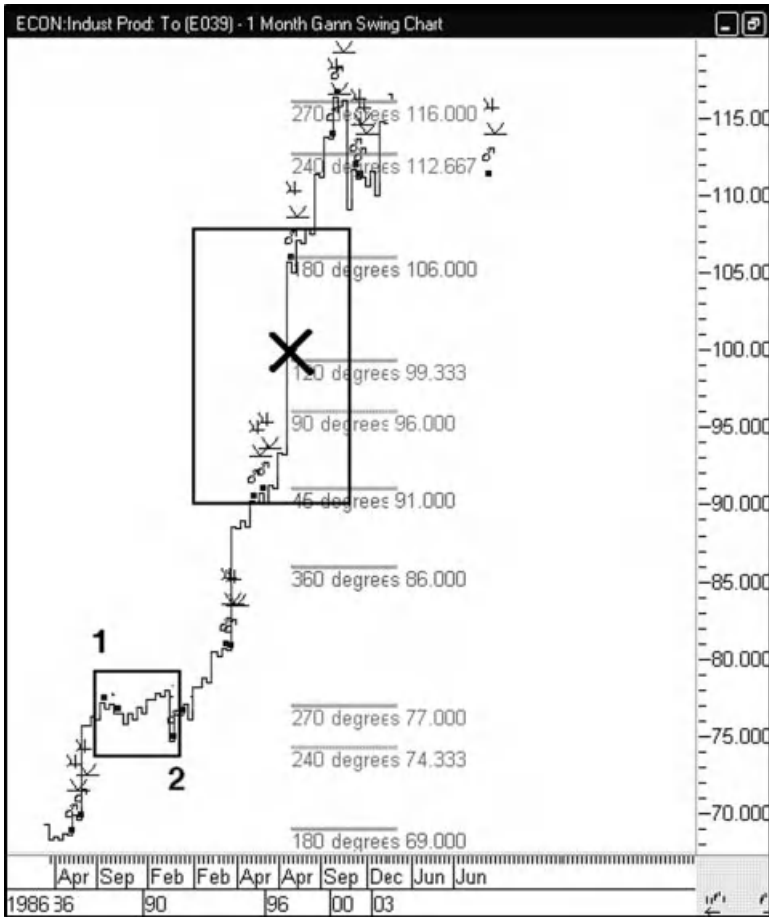 ECON:Indust Prod: To (E039) - 1 Month Gann Swing Chart
270 degrees 116.000
115.00
240 degrees 112.667
110.00
180 degrees 106.000
105.00
100.00
120 degrees 99.333
90 degrees 96.000
95.000
45 degrees 91.000
90.000
360 degrees 86.000
85.000
1
80.000
270 degrees 77.000
75.000
2
240 degrees 74.333
70.000
180 degrees 69.000
Apr Sep Feb Feb Apr Apr Sep Dec Jun Jun
1986 86 90 96 00 03